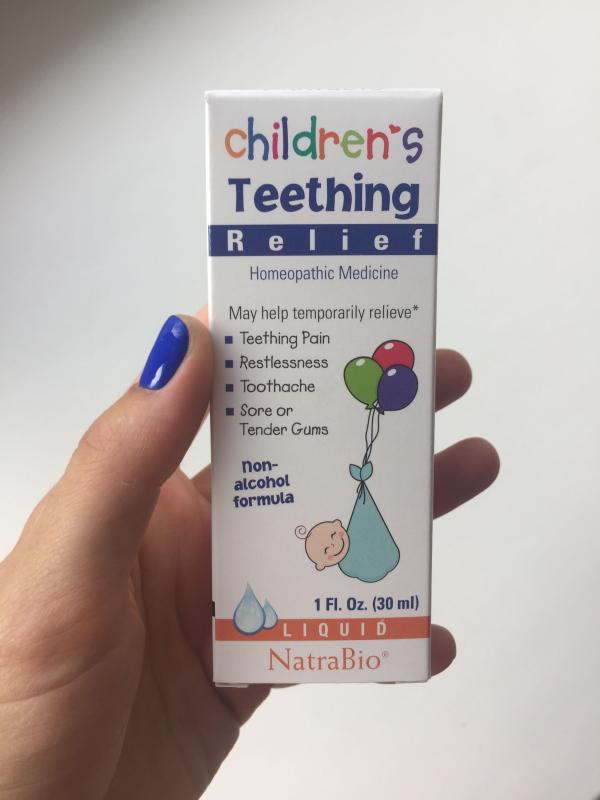 children's
Teething
Relief
Homeopathic Medicine
May help temporarily relieve*
Teething Pain
Restlessness
Toothache
Sore or
Tender Gums
Non-
alcohol
formula
1 Fl. Oz. (30 ml)
LIQUID
NatraBio®